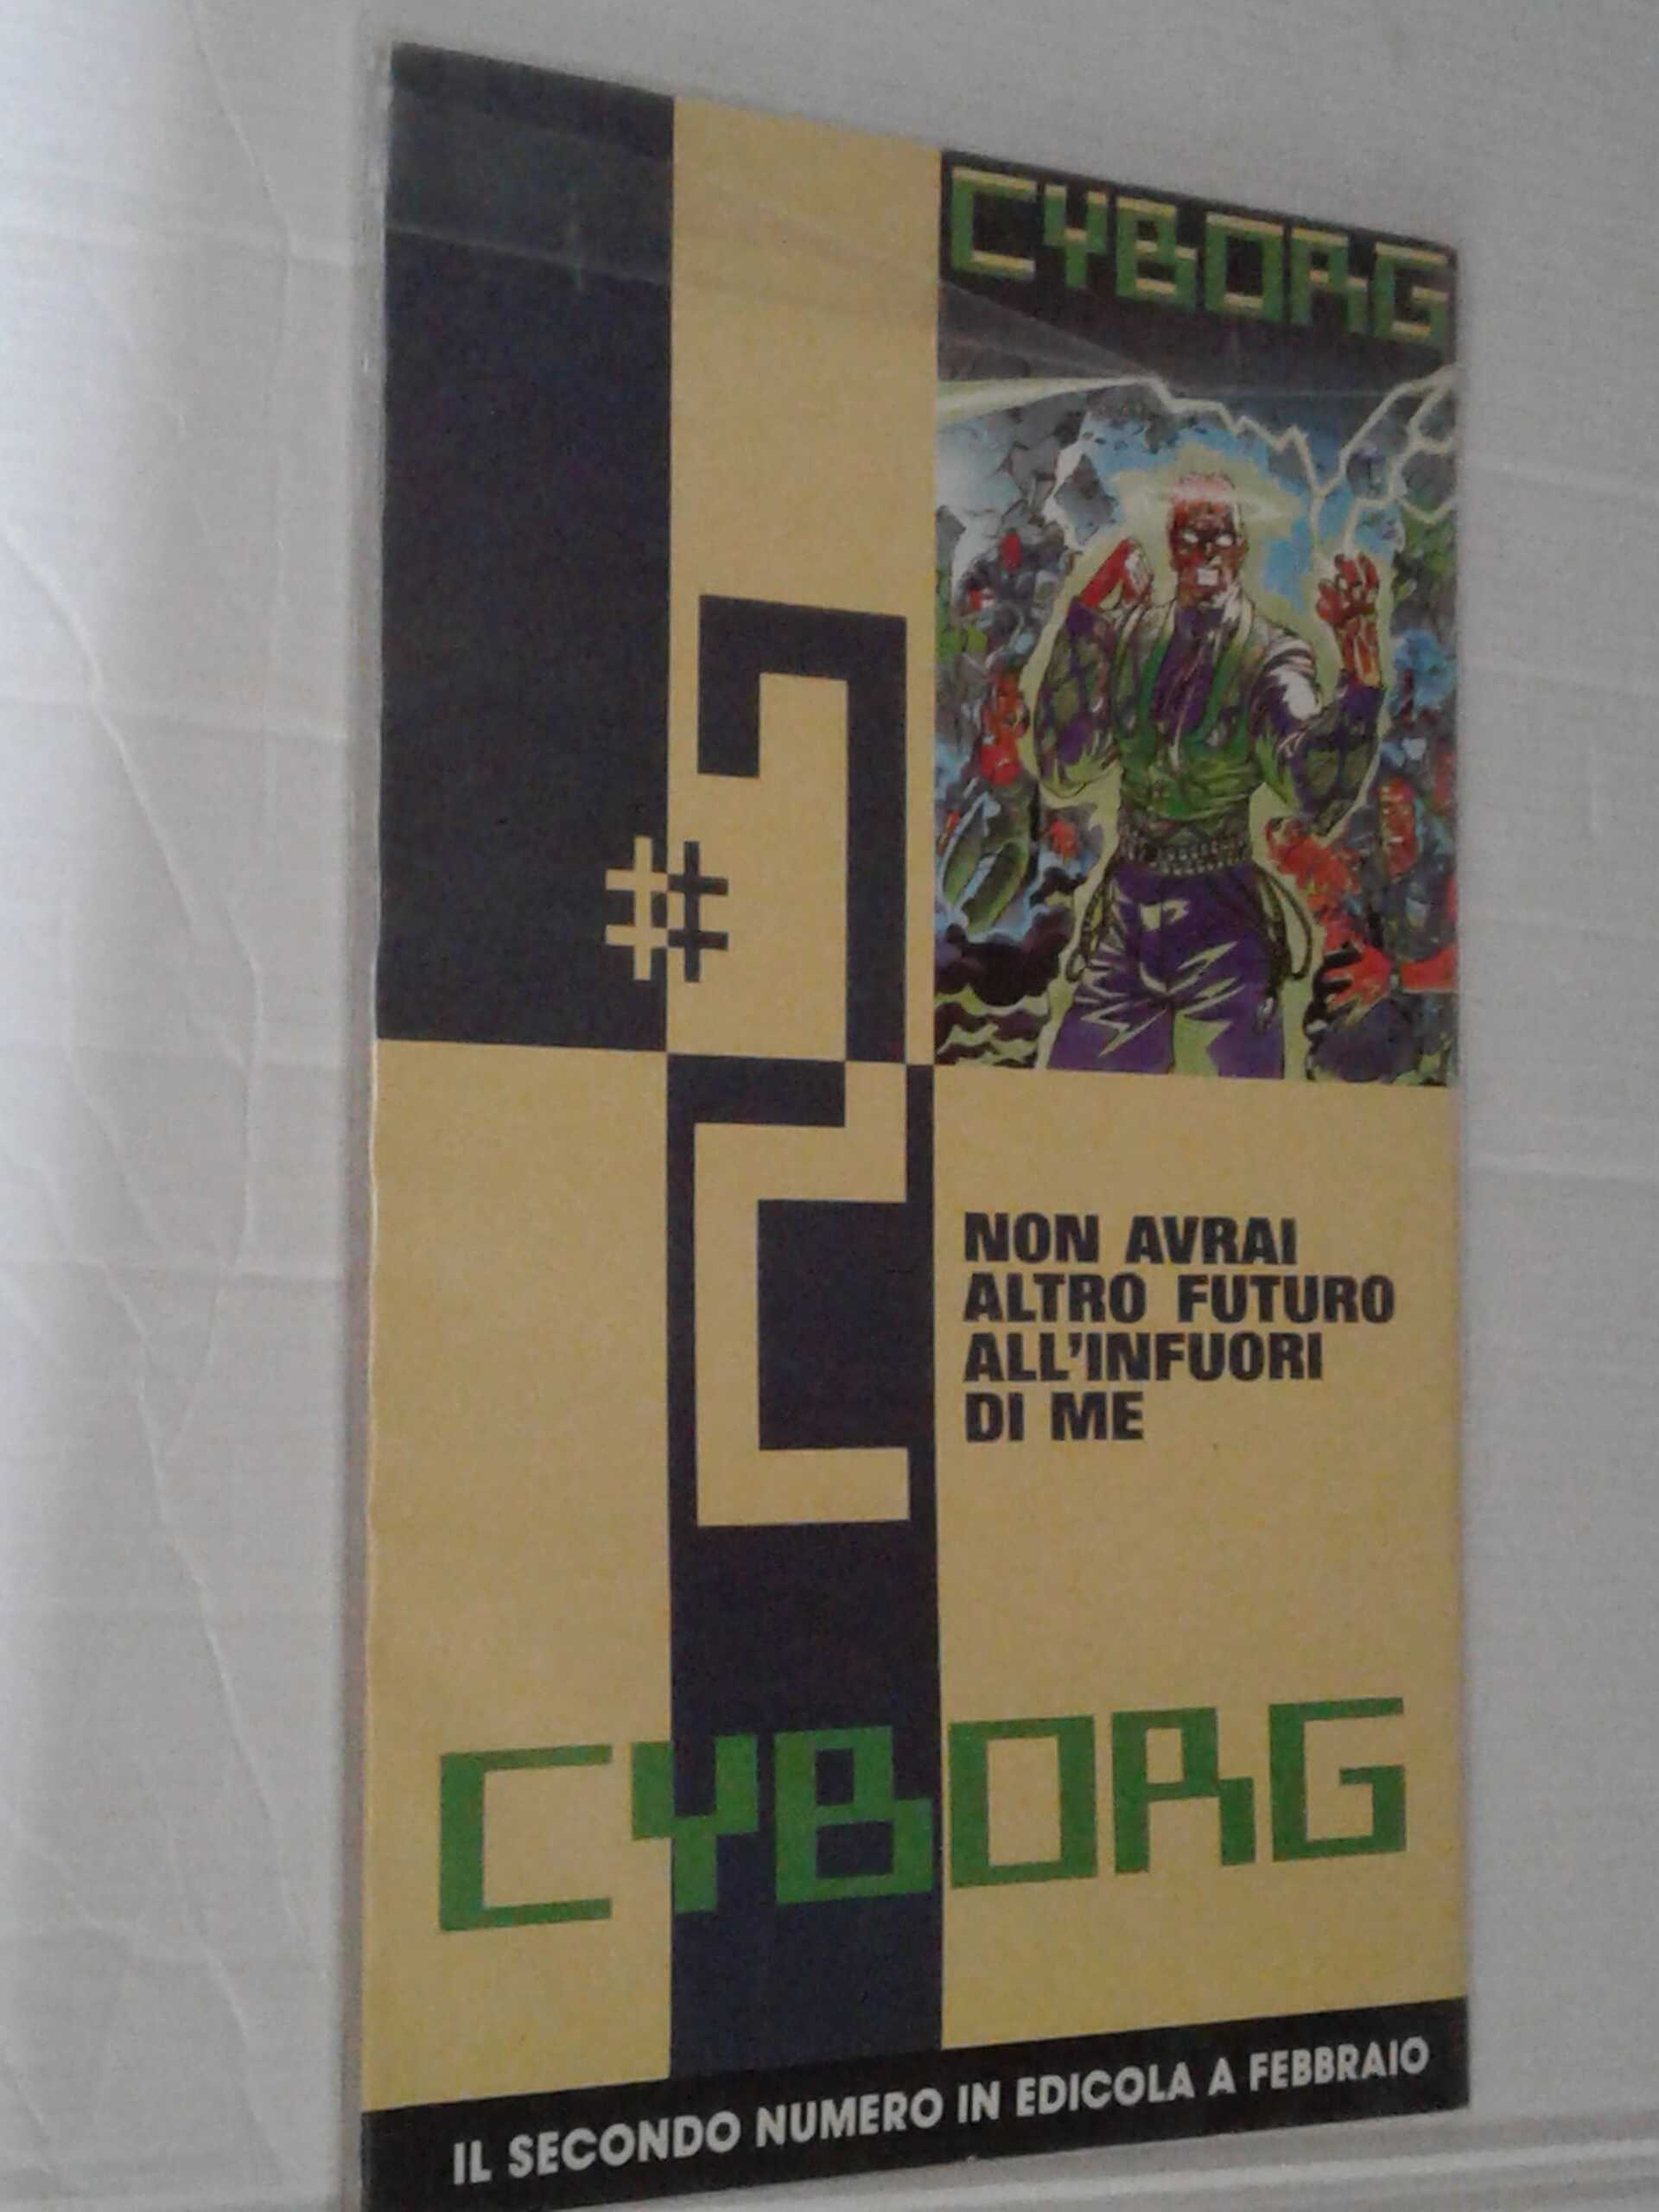 CYBORG
#2
NON AVRAI
ALTRO FUTURO
ALL'INFUORI
DI ME
CYBORG
IL SECONDO NUMERO IN EDICOLA A FEBBRAIO